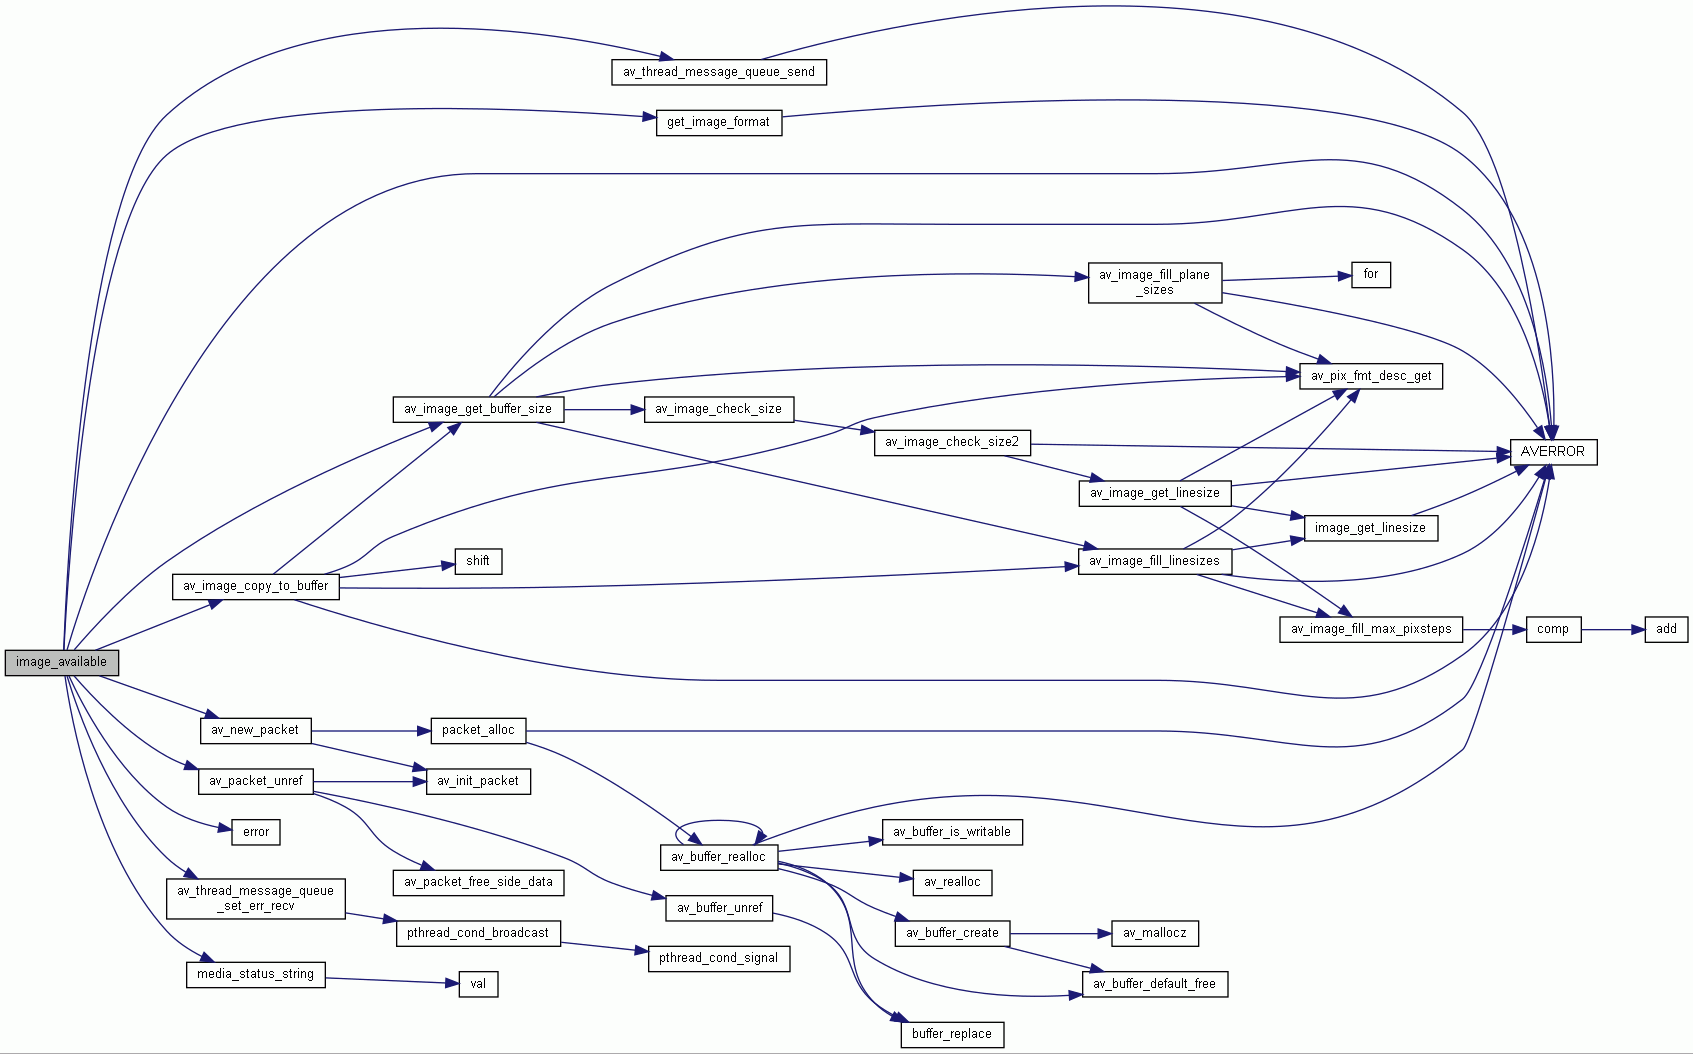 av_thread_message_queue_send
get_image_format
av_image_fill_plane
_sizes
for
av_pix_fmt_desc_get
av_image_get_buffer_size
av_image_check_size
av_image_check_size2
AVERROR
av_image_get_linesize
image_get_linesize
shift
av_image_fill_linesizes
av_image_copy_to_buffer
av_image_fill_max_pixsteps
comp
add
image_available
av_new_packet
packet_alloc
av_packet_unref
av_init_packet
error
av_buffer_is_writable
av_buffer_realloc
av_packet_free_side_data
av_realloc
av_thread_message_queue
_set_err_recv
av_buffer_unref
pthread_cond_broadcast
av_buffer_create
av_mallocz
pthread_cond_signal
media_status_string
val
av_buffer_default_free
buffer_replace